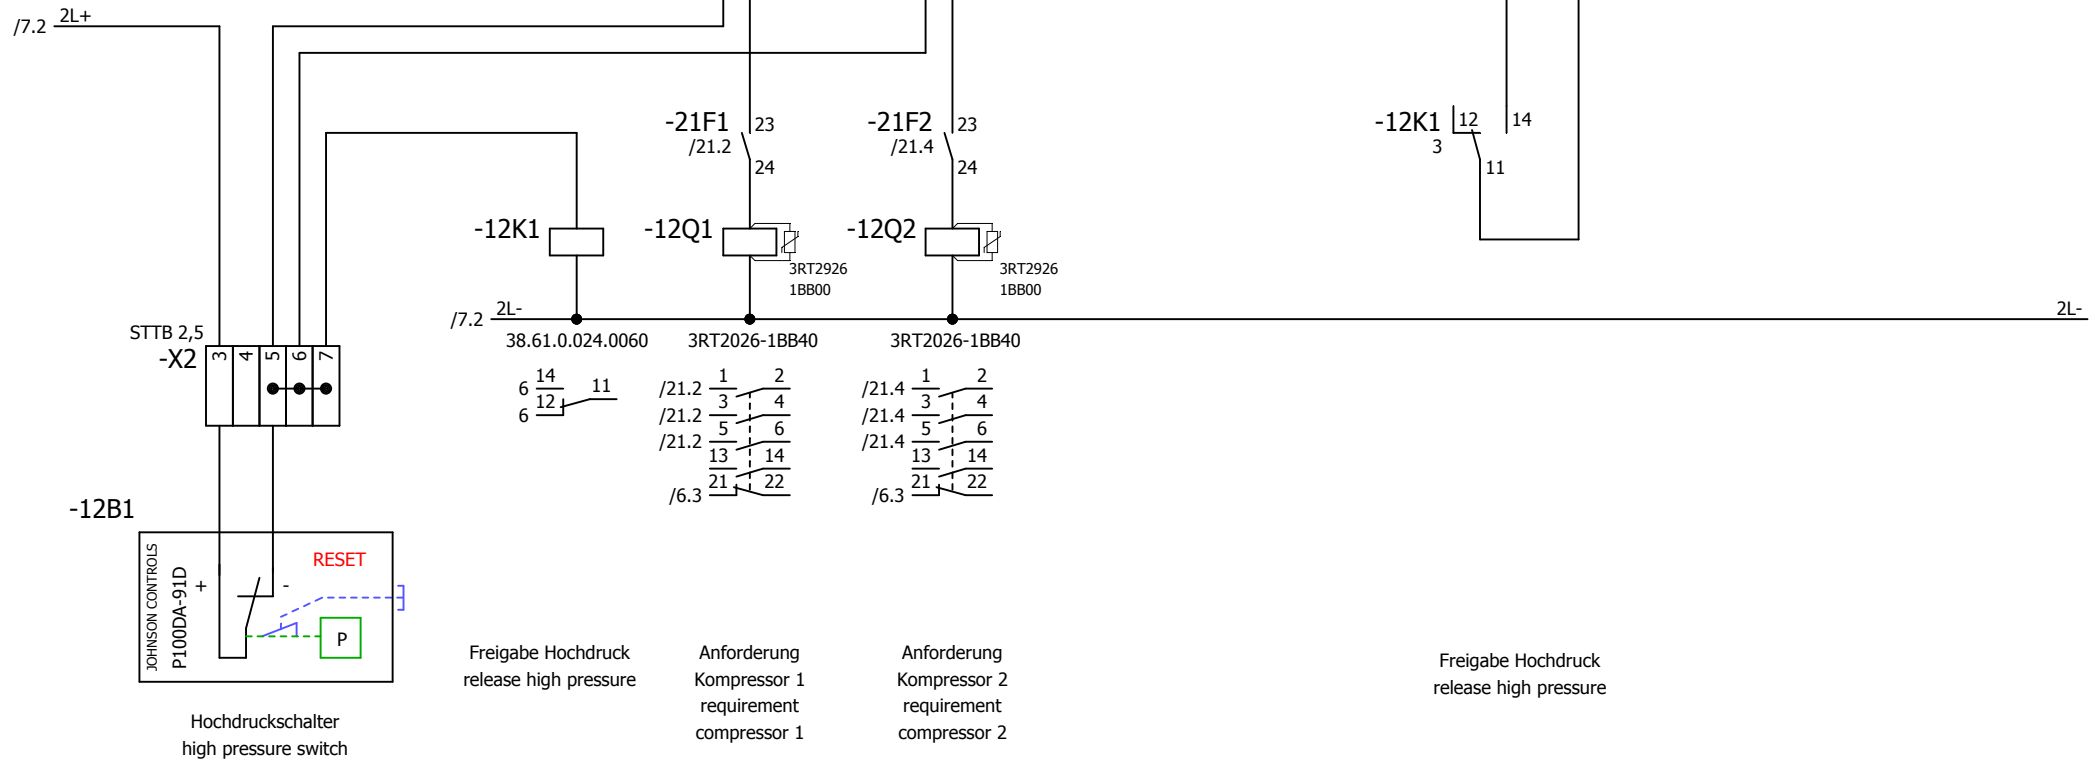 2L+
/7.2
-21F1
23
/21.2
24
-21F2
23
/21.4
24
-12K1
12
14
3
11
-12K1
-12Q1
3RT2926
1BB00
-12Q2
3RT2926
1BB00
/7.2
2L-
2L-
38.61.0.024.0060
3RT2026-1BB40
3RT2026-1BB40
STTB 2,5
-X2
3
4
5
6
7
6
14
11
6
12
/21.2
1
2
/21.2
3
4
/21.2
5
6
13
14
/6.3
21
22
/21.4
1
2
/21.4
3
4
/21.4
5
6
13
14
/6.3
21
22
-12B1
JOHNSON CONTROLS
P100DA-91D
+
-
RESET
P
Hochdruckschalter
high pressure switch
Freigabe Hochdruck
release high pressure
Anforderung
Kompressor 1
requirement
compressor 1
Anforderung
Kompressor 2
requirement
compressor 2
Freigabe Hochdruck
release high pressure